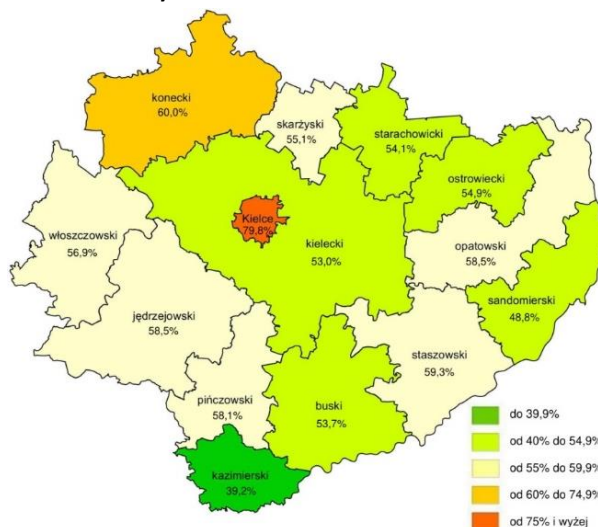 konecki
60,0%
skarżyski
55,1%
starachowicki
54,1%
ostrowiecki
54,9%
Kielce
79,8%
włoszczowski
56,9%
kielecki
53,0%
opatowski
58,5%
sandomierski
48,8%
jędrzejowski
58,5%
staszowski
59,3%
pińczowski
58,1%
buski
53,7%
kazimierski
39,2%
do 39,9%
od 40% do 54,9%
od 55% do 59,9%
od 60% do 74,9%
od 75% i wyżej